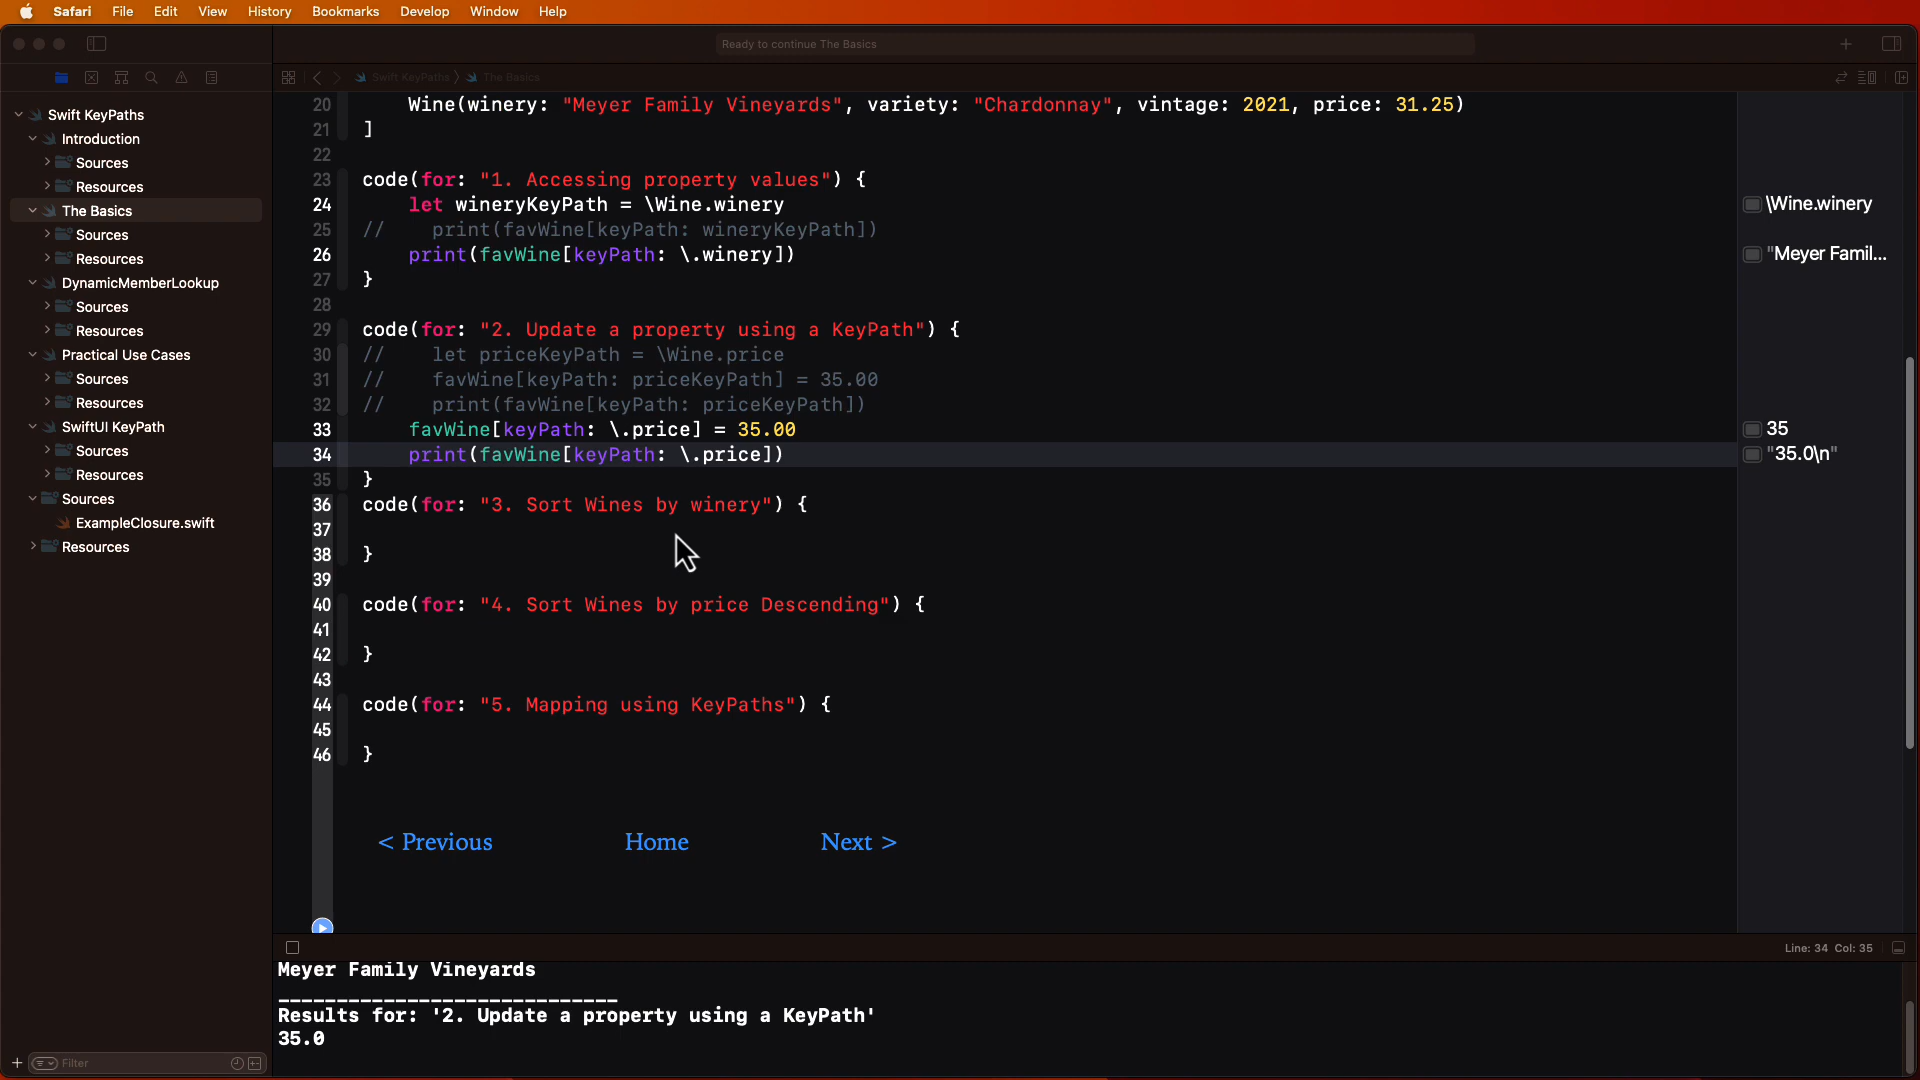 Safari File Edit View History Bookmarks Develop Window Help
Ready to continue The Basics
Swift KeyPaths The Basics
Swift KeyPaths
Introduction
Sources
Resources
The Basics
Sources
Resources
DynamicMemberLookup
Sources
Resources
Practical Use Cases
Sources
Resources
SwiftUI KeyPath
Sources
Resources
Sources
ExampleClosure.swift
Resources
Filter
20 Wine(winery: "Meyer Family Vineyards", variety: "Chardonnay", vintage: 2021, price: 31.25)
21 ]
22
23 code(for: "1. Accessing property values") {
24 let wineryKeyPath = \Wine.winery
25 // print(favWine[keyPath: wineryKeyPath])
26 print(favWine[keyPath: \.winery])
27 }
28
29 code(for: "2. Update a property using a KeyPath") {
30 // let priceKeyPath = \Wine.price
31 // favWine[keyPath: priceKeyPath] = 35.00
32 // print(favWine[keyPath: priceKeyPath])
33 favWine[keyPath: \.price] = 35.00
34 print(favWine[keyPath: \.price])
35 }
36 code(for: "3. Sort Wines by winery") {
37
38 }
39
40 code(for: "4. Sort Wines by price Descending") {
41
42 }
43
44 code(for: "5. Mapping using KeyPaths") {
45
46 }
< Previous Home Next >
\Wine.winery
"Meyer Famil...
35
"35.0\n"
Line: 34 Col: 35
Meyer Family Vineyards
_____________________________
Results for: '2. Update a property using a KeyPath'
35.0